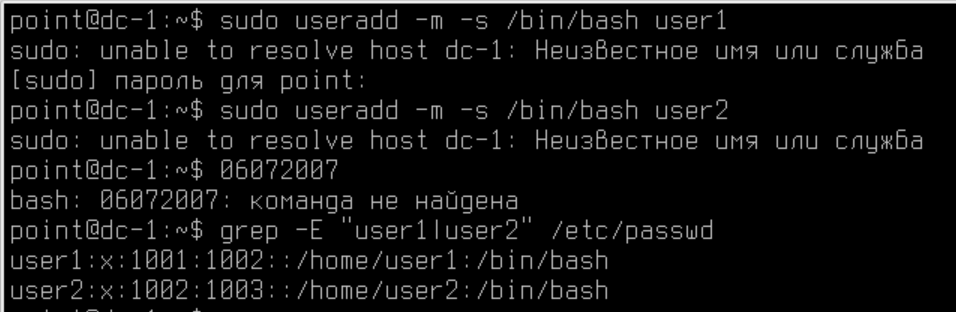 point@dc-1:~$ sudo useradd -m -s /bin/bash user1
sudo: unable to resolve host dc-1: Неизвестное имя или служба
[sudo] пароль для point:
point@dc-1:~$ sudo useradd -m -s /bin/bash user2
sudo: unable to resolve host dc-1: Неизвестное имя или служба
point@dc-1:~$ 06072007
bash: 06072007: команда не найдена
point@dc-1:~$ grep -E "user1|user2" /etc/passwd
user1:x:1001:1002::/home/user1:/bin/bash
user2:x:1002:1003::/home/user2:/bin/bash